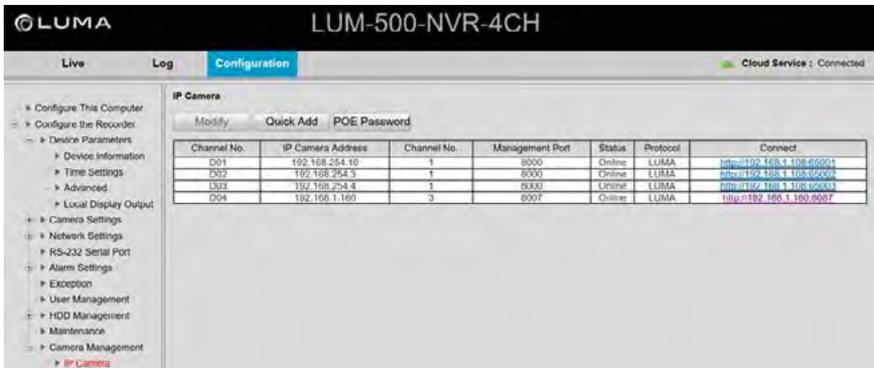 LUMA
LUM-500-NVR-4CH
Live Log Configuration Cloud Service : Connected
Configure This Computer
Configure the Recorder
Device Parameters
Device Information
Time Settings
Advanced
Local Display Output
Camera Settings
Network Settings
RS-232 Serial Port
Alarm Settings
Exception
User Management
HDD Management
Maintenance
Camera Management
IP Camera
IP Camera
Modify Quick Add POE Password
Channel No. IP Camera Address Channel No. Management Port Status Protocol Connect
D01 192.168.254.10 1 8000 Online LUMA http://192.168.1.108:65001
D02 192.168.254.3 1 8000 Online LUMA http://192.168.1.108:65002
D03 192.168.254.4 1 8000 Online LUMA http://192.168.1.108:65003
D04 192.168.1.160 3 8007 Online LUMA http://192.168.1.160:8087